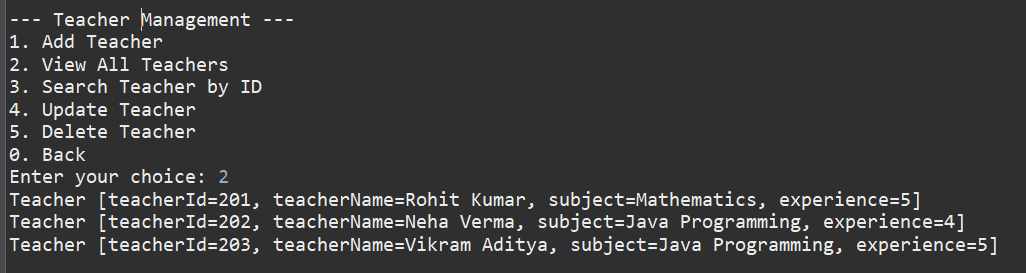 --- Teacher Management ---
1. Add Teacher
2. View All Teachers
3. Search Teacher by ID
4. Update Teacher
5. Delete Teacher
0. Back
Enter your choice: 2
Teacher [teacherId=201, teacherName=Rohit Kumar, subject=Mathematics, experience=5]
Teacher [teacherId=202, teacherName=Neha Verma, subject=Java Programming, experience=4]
Teacher [teacherId=203, teacherName=Vikram Aditya, subject=Java Programming, experience=5]